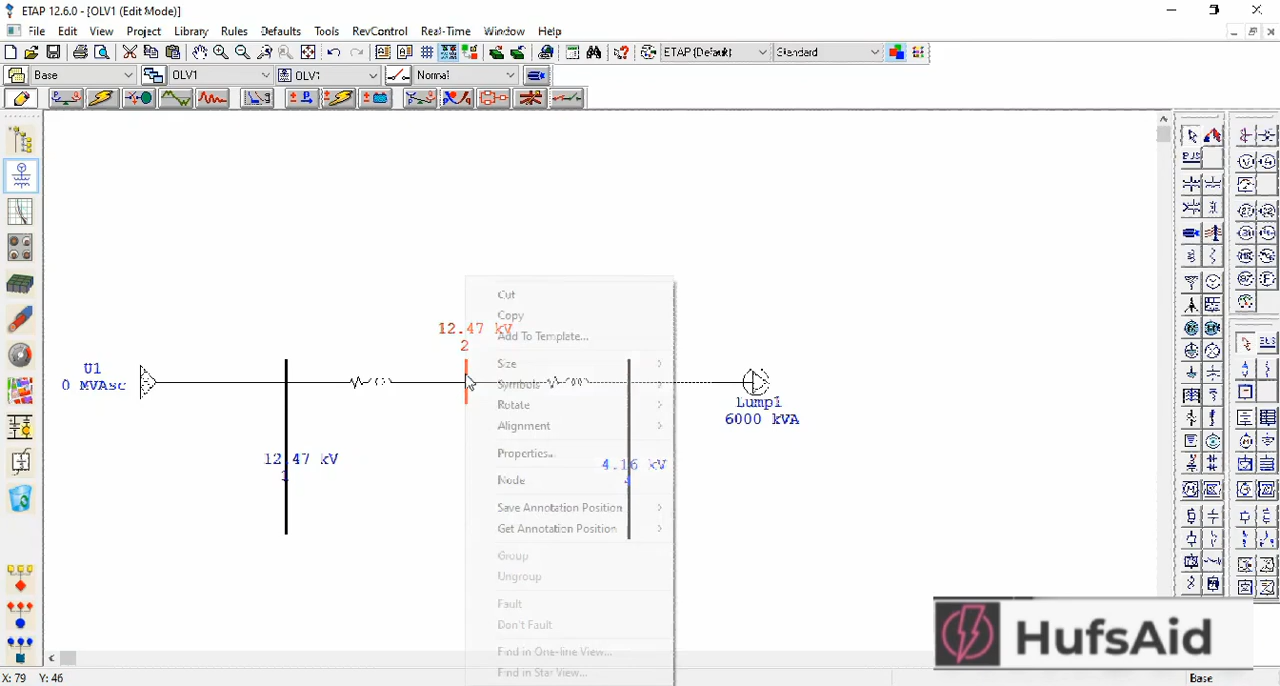 ETAP 12.6.0 - [OLV1 (Edit Mode)]
File Edit View Project Library Rules Defaults Tools RevControl Real-Time Window Help
ETAP (Default) Standard
Base OLV1 OLV1 Normal
12.47 kV
2
U1
0 MVAsc
12.47 kV
1
4.16 kV
4
Lump1
6000 kVA
Cut
Copy
Add To Template...
Size
Symbols
Rotate
Alignment
Properties...
Node
Save Annotation Position
Get Annotation Position
Group
Ungroup
Fault
Don't Fault
Find in One-line View...
Find in Star View...
HufsAid
X: 79 Y: 46 Base